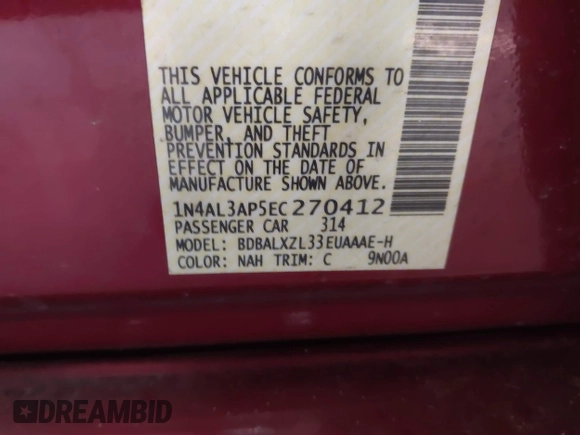 THIS VEHICLE CONFORMS TO
ALL APPLICABLE FEDERAL
MOTOR VEHICLE SAFETY,
BUMPER, AND THEFT
PREVENTION STANDARDS IN
EFFECT ON THE DATE OF
MANUFACTURE SHOWN ABOVE.
1N4AL3AP5EC270412
PASSENGER CAR 314
MODEL: BDBALXZL33EUAAAE-H
COLOR: NAH TRIM: C 9N00A
DREAMBID